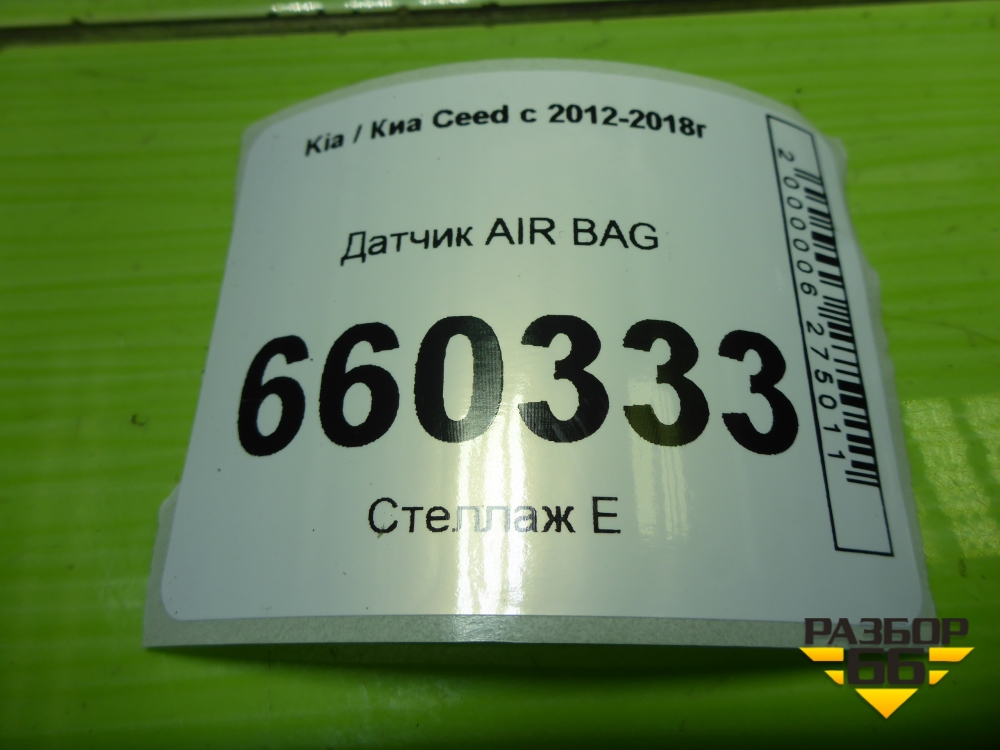 Kia / Киа Ceed с 2012-2018г
Датчик AIR BAG
660333
Стеллаж Е
2000006275011
РАЗБОР
66